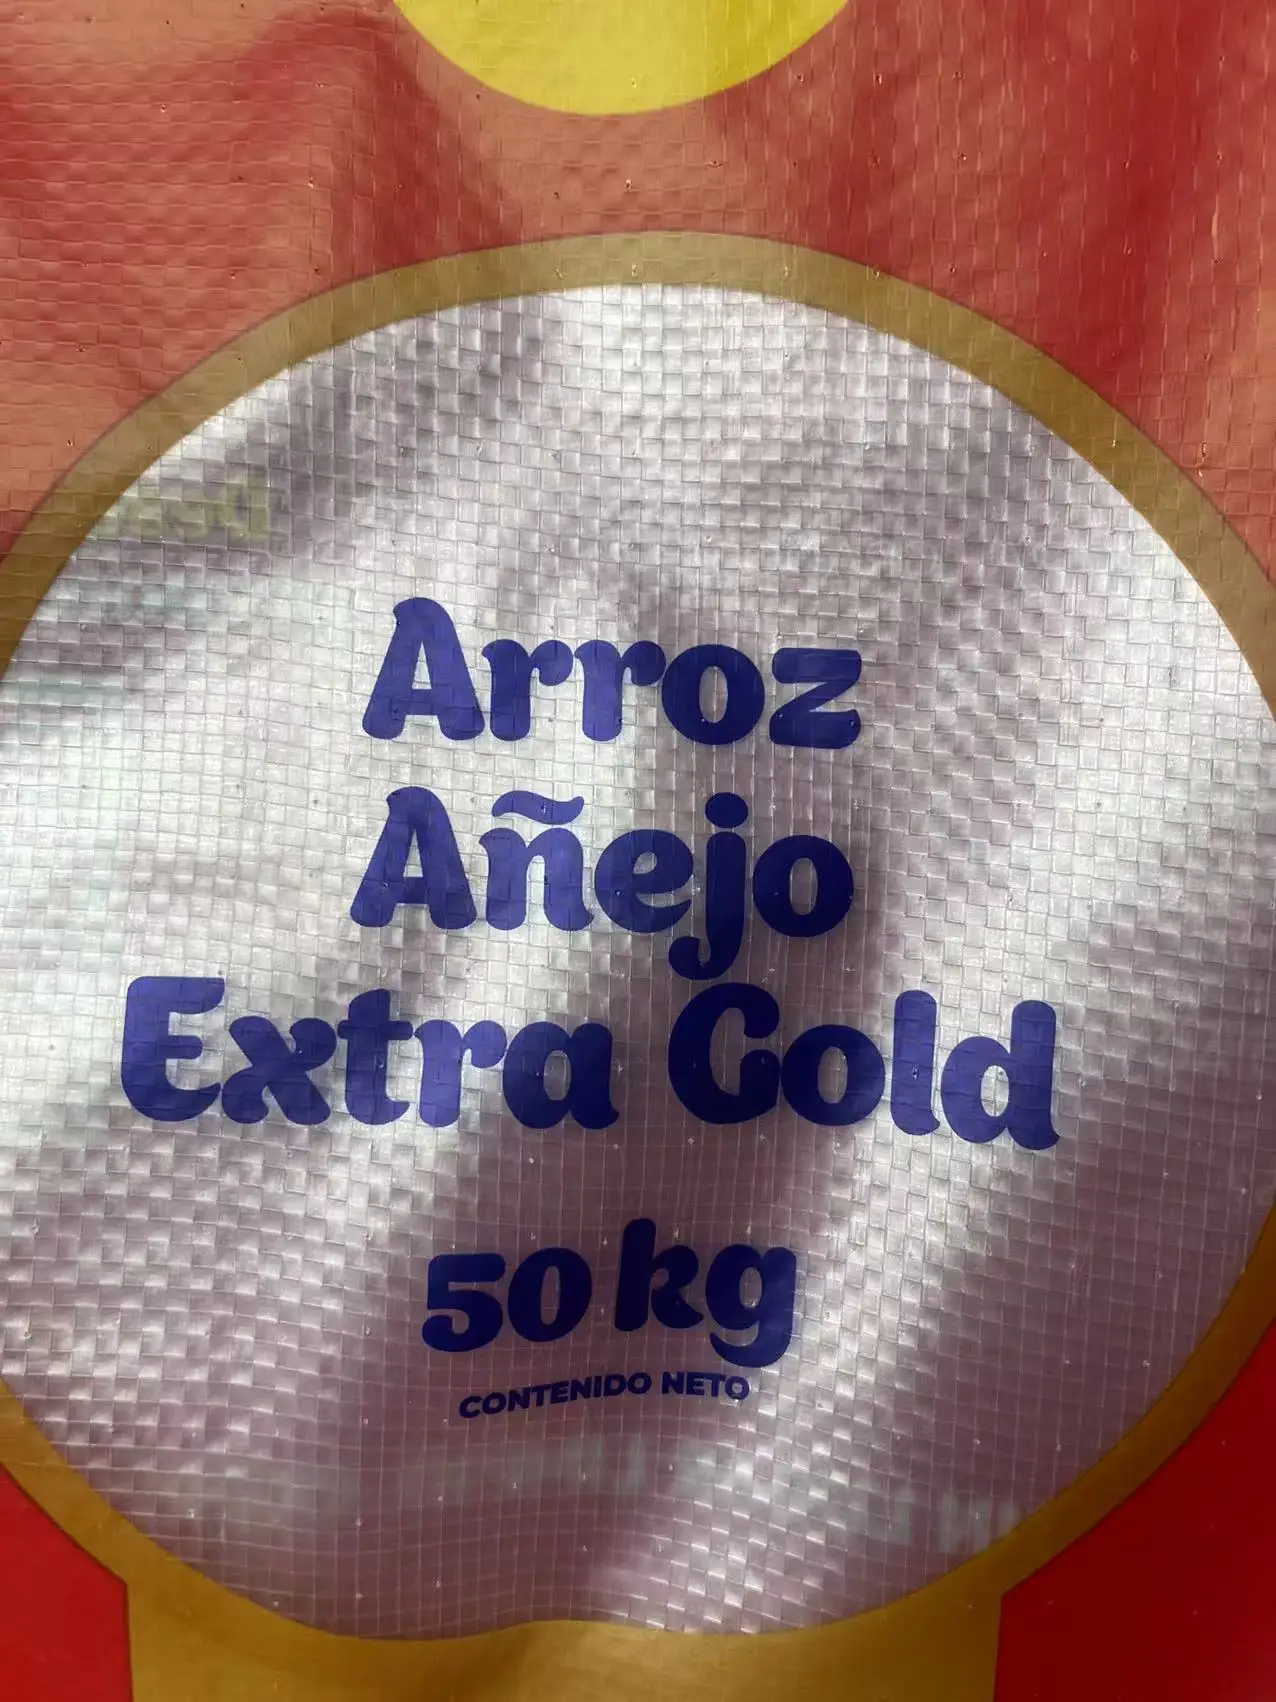 Arroz
Añejo
Extra Gold
50 kg
CONTENIDO NETO